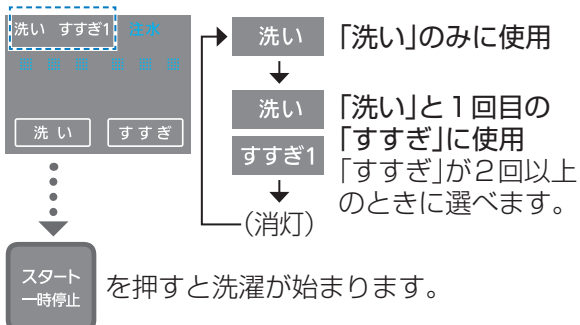 洗い すすぎ1 注水
洗い すすぎ
洗い 「洗い」のみに使用
洗い
すすぎ1
「洗い」と1回目の
「すすぎ」に使用
「すすぎ」が2回以上
のときに選べます。
(消灯)
スタート
一時停止
を押すと洗濯が始まります。